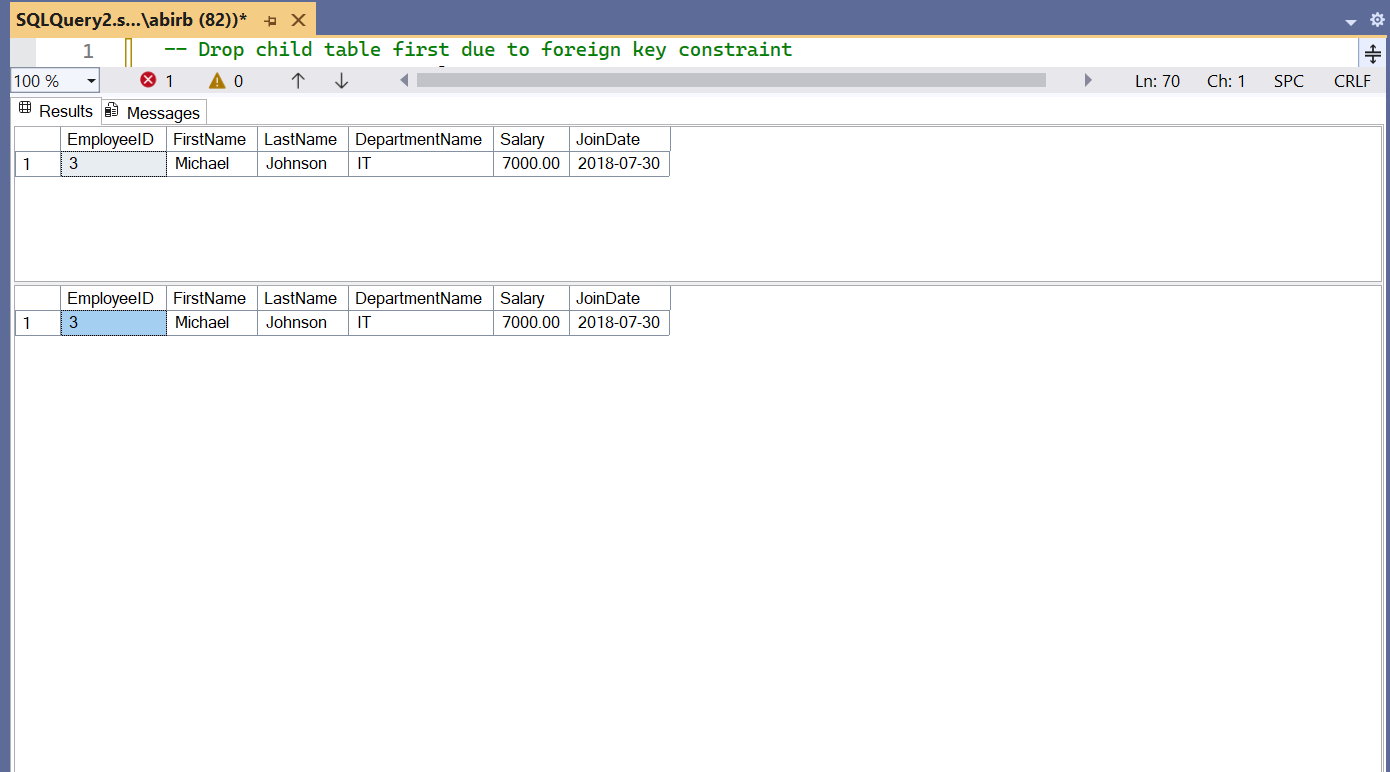 SQLQuery2.s...\abirb (82))*
1 -- Drop child table first due to foreign key constraint
100 % 1 0 Ln: 70 Ch: 1 SPC CRLF
Results Messages
EmployeeID FirstName LastName DepartmentName Salary JoinDate
1 3 Michael Johnson IT 7000.00 2018-07-30
EmployeeID FirstName LastName DepartmentName Salary JoinDate
1 3 Michael Johnson IT 7000.00 2018-07-30